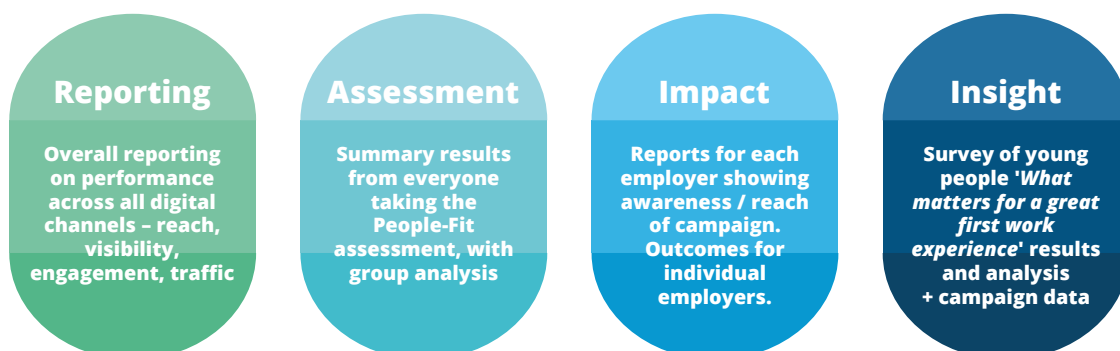 Reporting
Overall reporting
on performance
across all digital
channels – reach,
visibility,
engagement, traffic
Assessment
Summary results
from everyone
taking the
People-Fit
assessment, with
group analysis
Impact
Reports for each
employer showing
awareness / reach
of campaign.
Outcomes for
individual
employers.
Insight
Survey of young
people 'What
matters for a great
first work
experience' results
and analysis
+ campaign data